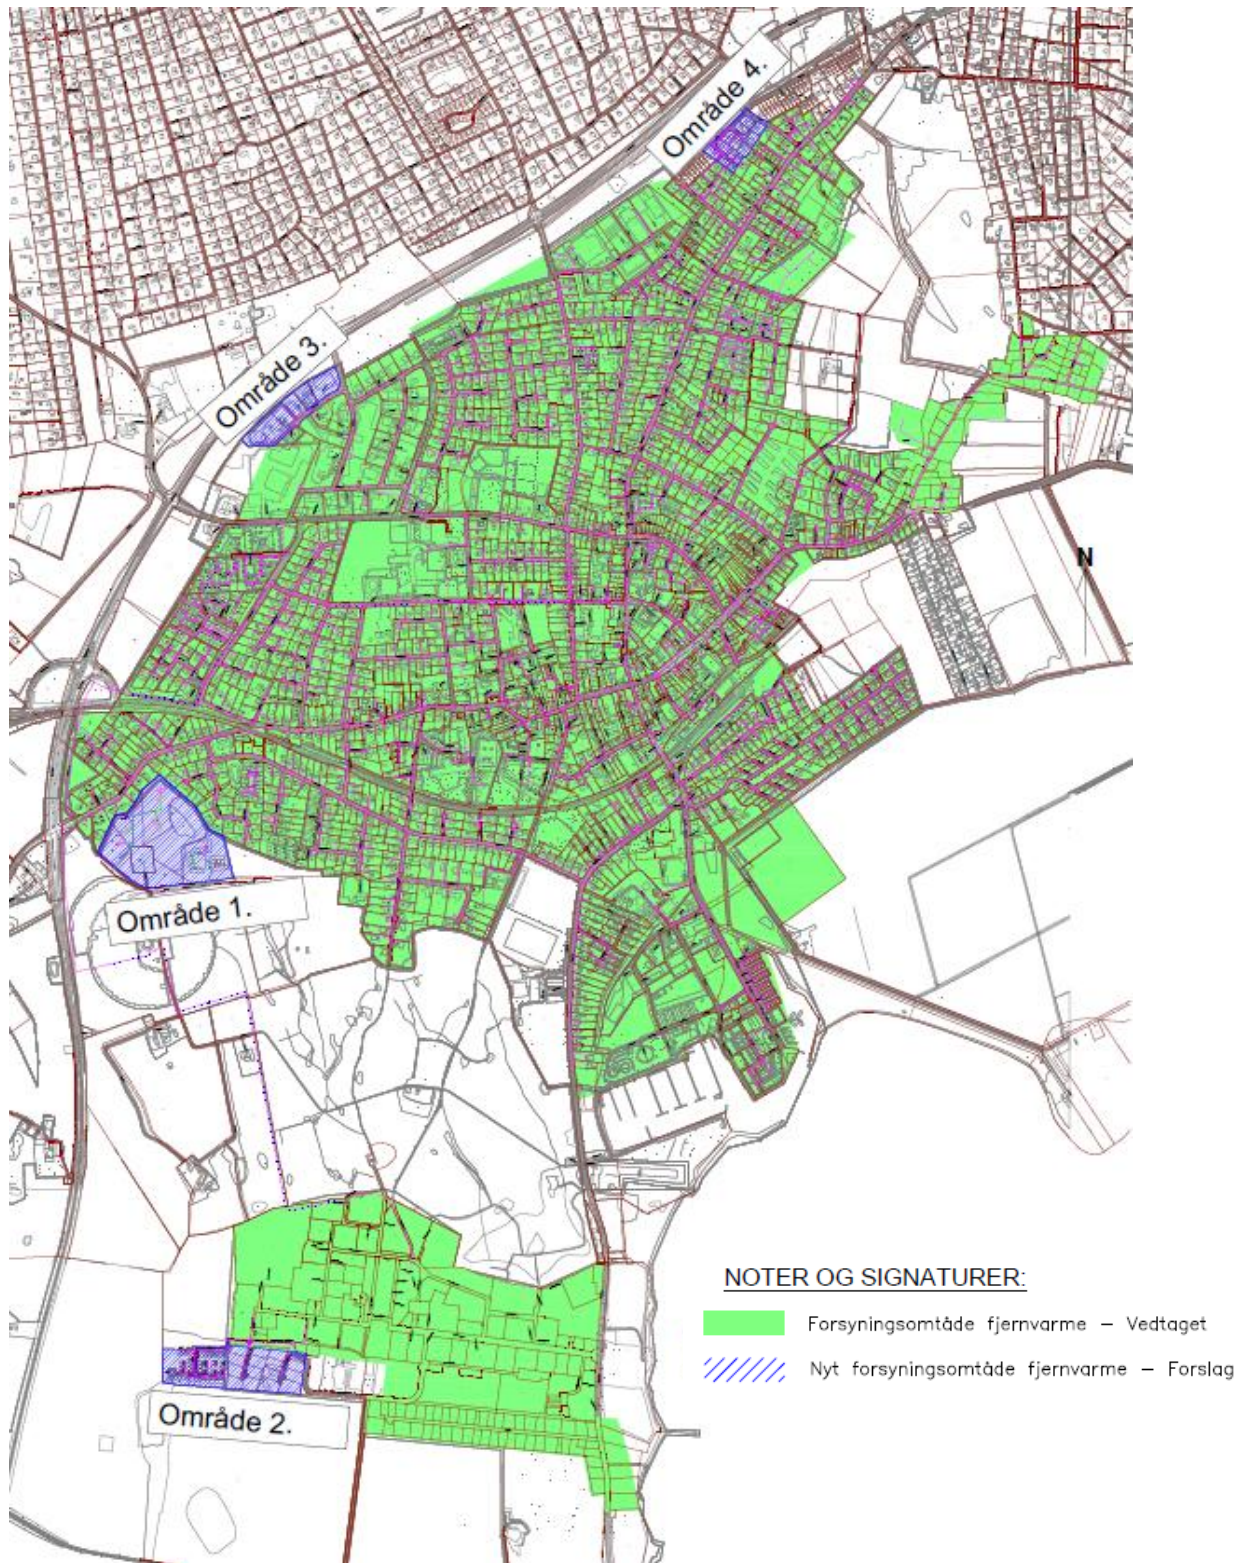 Område 4.
Område 3.
N
Område 1.
Område 2.
NOTER OG SIGNATURER:
Forsyningsomtåde fjernvarme – Vedtaget
Nyt forsyningsomtåde fjernvarme – Forslag